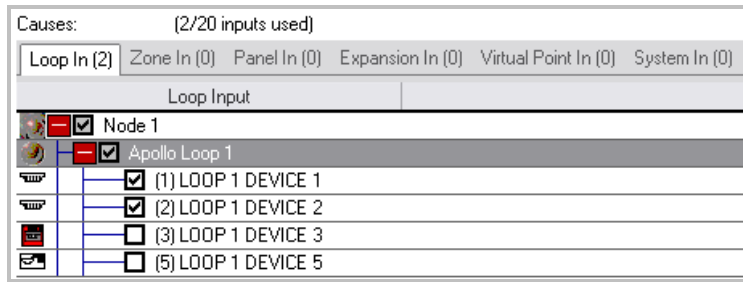 Causes: (2/20 inputs used)
Loop In (2) Zone In (0) Panel In (0) Expansion In (0) Virtual Point In (0) System In (0)
Loop Input
Node 1
Apollo Loop 1
(1) LOOP 1 DEVICE 1
(2) LOOP 1 DEVICE 2
(3) LOOP 1 DEVICE 3
(5) LOOP 1 DEVICE 5